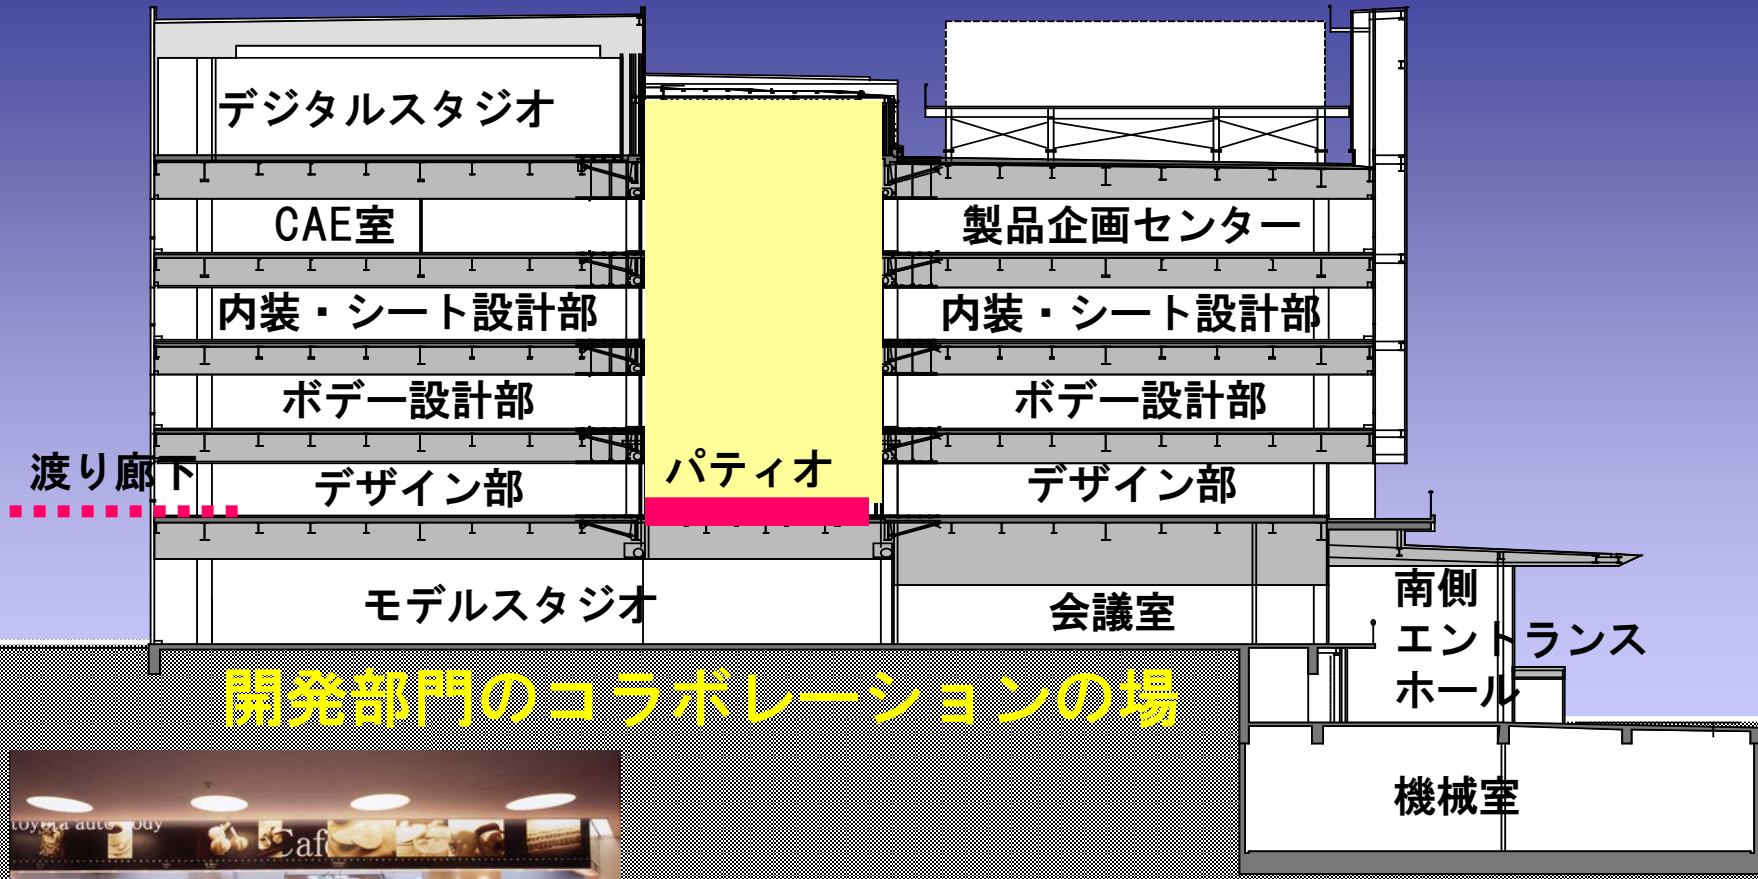 デジタルスタジオ
CAE室
製品企画センター
内装・シート設計部
内装・シート設計部
ボデー設計部
ボデー設計部
渡り廊下
デザイン部
パティオ
デザイン部
モデルスタジオ
会議室
南側
エントランス
ホール
開発部門のコラボレーションの場
機械室
toyota auto body
Cafe